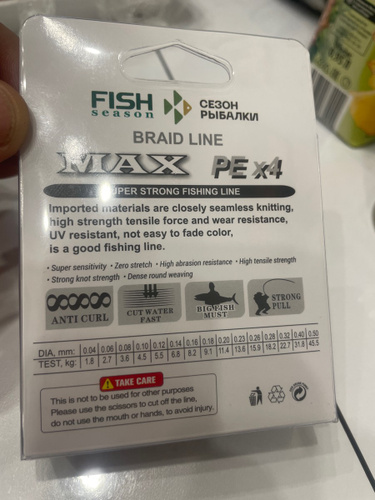 FISH
season
СЕЗОН
РЫБАЛКИ
BRAID LINE
MAX PE x4
SUPER STRONG FISHING LINE
Imported materials are closely seamless knitting,
high strength tensile force and wear resistance,
UV resistant, not easy to fade color,
is a good fishing line.
• Super sensitivity • Zero stretch • High abrasion resistance • High tensile strength
• Strong knot strength • Dense round weaving
ANTI CURL
CUT WATER
FAST
BIG FISH
MUST
STRONG
PULL
DIA, mm: 0.04 0.06 0.08 0.10 0.12 0.14 0.16 0.18 0.20 0.23 0.26 0.28 0.32 0.40 0.50
TEST, kg: 1.8 2.7 3.6 4.5 5.5 6.8 8.2 9.1 11.4 13.6 15.9 18.2 22.7 31.8 45.5
TAKE CARE
This is not to be used for other purposes
Please use the scissors to cut off the line,
do not use the mouth or hands, to avoid injury.